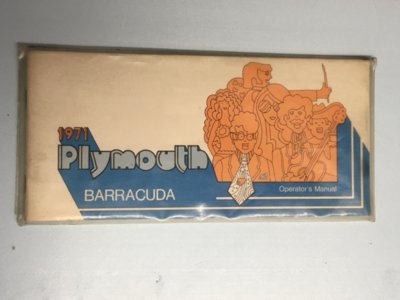 1971
Plymouth
BARRACUDA
Operator's Manual